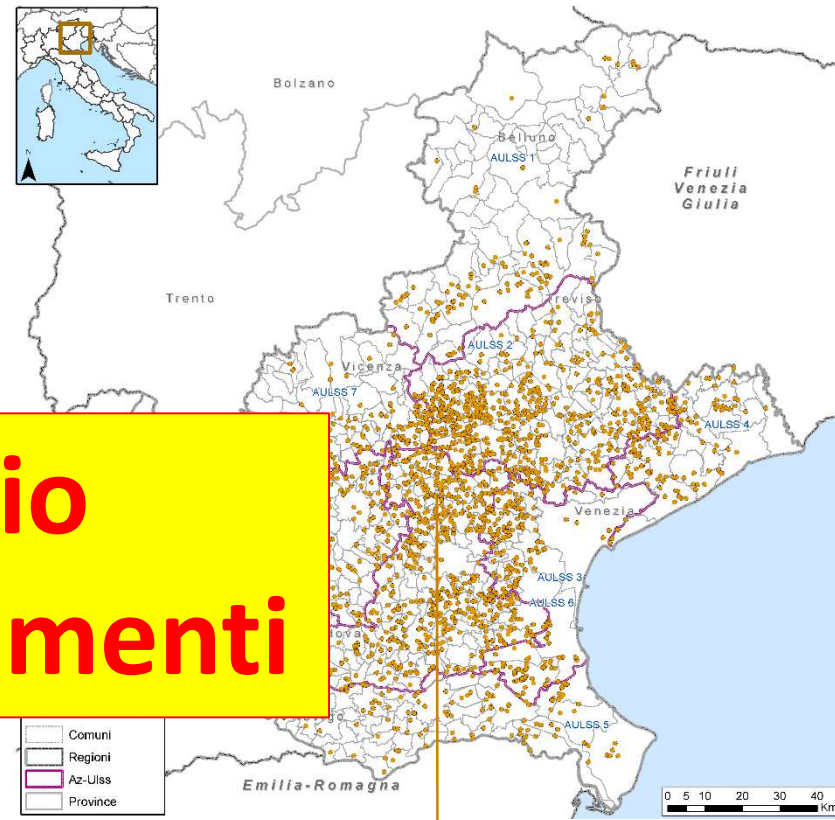 Bolzano
Belluno
AULSS 1
Friuli
Venezia
Giulia
Trento
Treviso
AULSS 2
Vicenza
AULSS 7
AULSS 4
io
Venezia
AULSS 3
AULSS 6
menti
AULSS 5
Comuni
Regioni
Az-Ulss
Province
Emilia-Romagna
0 5 10 20 30 40
Km